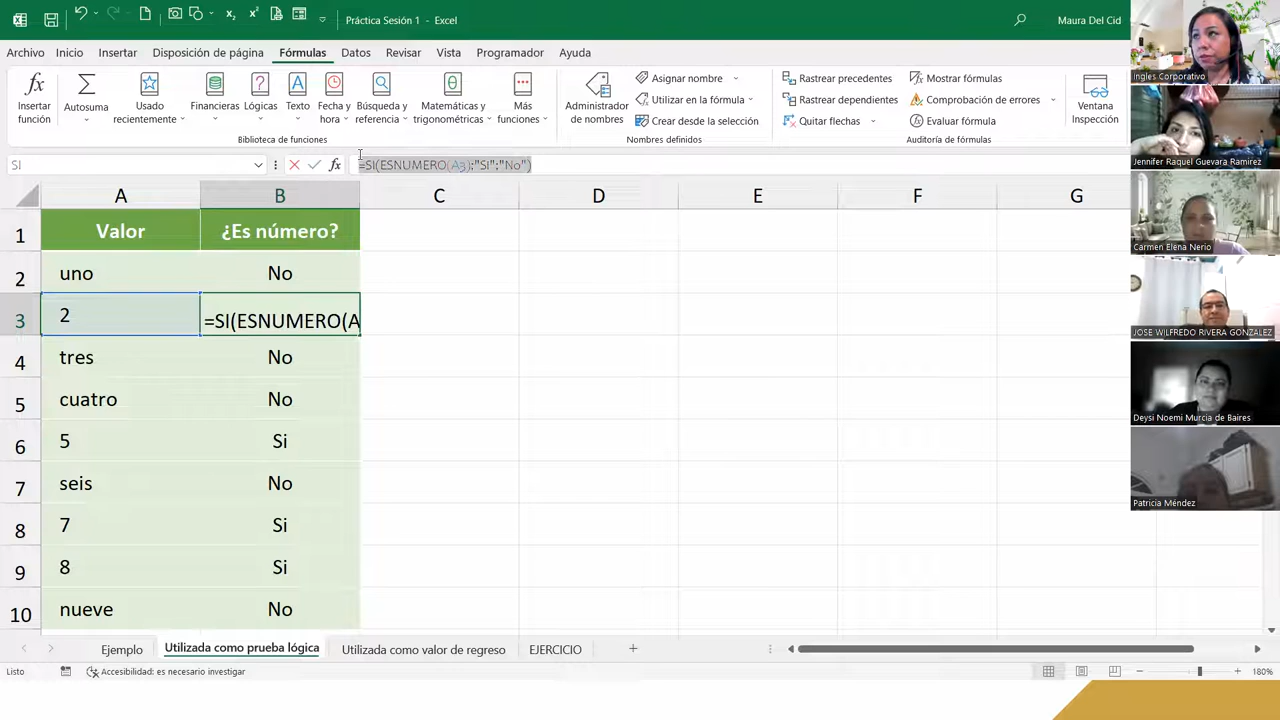 Práctica Sesión 1 - Excel
Maura Del Cid
Archivo Inicio Insertar Disposición de página Fórmulas Datos Revisar Vista Programador Ayuda
Insertar función
Autosuma
Usado recientemente
Financieras
Lógicas
Texto
Fecha y hora
Búsqueda y referencia
Matemáticas y trigonométricas
Más funciones
Biblioteca de funciones
Administrador de nombres
Asignar nombre
Utilizar en la fórmula
Crear desde la selección
Nombres definidos
Rastrear precedentes
Rastrear dependientes
Quitar flechas
Mostrar fórmulas
Comprobación de errores
Evaluar fórmula
Auditoría de fórmulas
Ventana Inspección
SI
fx
=SI(ESNUMERO(A3);"Si";"No")
A B C D E F G
1 Valor ¿Es número?
2 uno No
3 2 =SI(ESNUMERO(A
4 tres No
5 cuatro No
6 5 Si
7 seis No
8 7 Si
9 8 Si
10 nueve No
Ejemplo Utilizada como prueba lógica Utilizada como valor de regreso EJERCICIO
Listo Accesibilidad: es necesario investigar 180%
Ingles Corporativo
Jennifer Raquel Guevara Ramirez
Carmen Elena Nerio
JOSE WILFREDO RIVERA GONZALEZ
Deysi Noemi Murcia de Baires
Patricia Méndez